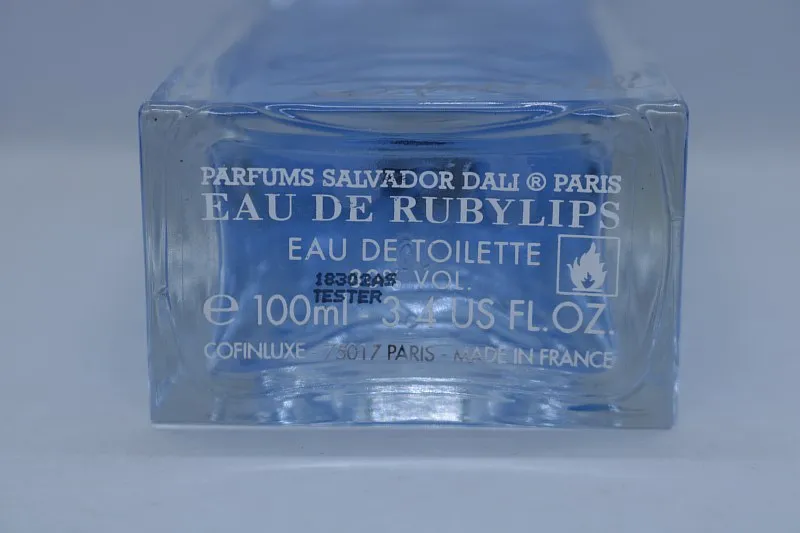 PARFUMS SALVADOR DALI ® PARIS
EAU DE RUBYLIPS
EAU DE TOILETTE
VOL.
18302AS
TESTER
e 100ml - 3.4 US FL.OZ.
COFINLUXE - 75017 PARIS - MADE IN FRANCE